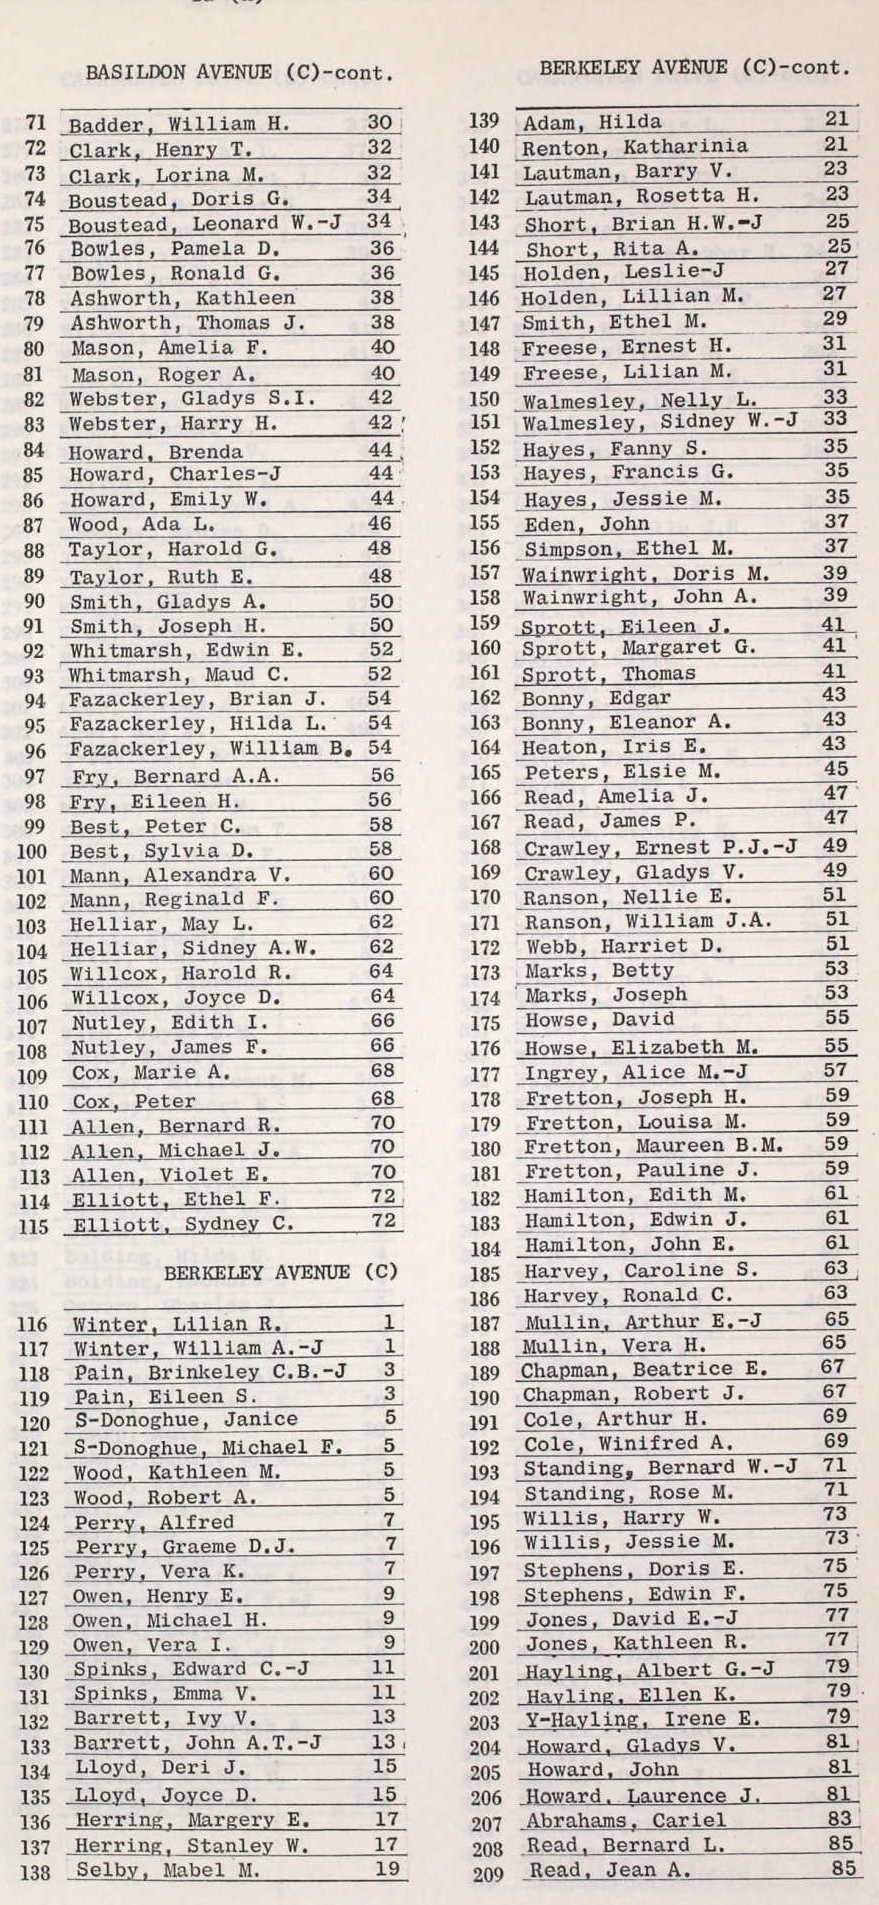 BASILDON AVENUE (C)-cont.
71 Badder, William H. 30
72 Clark, Henry T. 32
73 Clark, Lorina M. 32
74 Boustead, Doris G. 34
75 Boustead, Leonard W.-J 34
76 Bowles, Pamela D. 36
77 Bowles, Ronald G. 36
78 Ashworth, Kathleen 38
79 Ashworth, Thomas J. 38
80 Mason, Amelia F. 40
81 Mason, Roger A. 40
82 Webster, Gladys S.I. 42
83 Webster, Harry H. 42
84 Howard, Brenda 44
85 Howard, Charles-J 44
86 Howard, Emily W. 44
87 Wood, Ada L. 46
88 Taylor, Harold G. 48
89 Taylor, Ruth E. 48
90 Smith, Gladys A. 50
91 Smith, Joseph H. 50
92 Whitmarsh, Edwin E. 52
93 Whitmarsh, Maud C. 52
94 Fazackerley, Brian J. 54
95 Fazackerley, Hilda L. 54
96 Fazackerley, William B. 54
97 Fry, Bernard A.A. 56
98 Fry, Eileen H. 56
99 Best, Peter C. 58
100 Best, Sylvia D. 58
101 Mann, Alexandra V. 60
102 Mann, Reginald F. 60
103 Helliar, May L. 62
104 Helliar, Sidney A.W. 62
105 Willcox, Harold R. 64
106 Willcox, Joyce D. 64
107 Nutley, Edith I. 66
108 Nutley, James F. 66
109 Cox, Marie A. 68
110 Cox, Peter 68
111 Allen, Bernard R. 70
112 Allen, Michael J. 70
113 Allen, Violet E. 70
114 Elliott, Ethel F. 72
115 Elliott, Sydney C. 72
BERKELEY AVENUE (C)
116 Winter, Lilian R. 1
117 Winter, William A.-J 1
118 Pain, Brinkeley C.B.-J 3
119 Pain, Eileen S. 3
120 S-Donoghue, Janice 5
121 S-Donoghue, Michael F. 5
122 Wood, Kathleen M. 5
123 Wood, Robert A. 5
124 Perry, Alfred 7
125 Perry, Graeme D.J. 7
126 Perry, Vera K. 7
127 Owen, Henry E. 9
128 Owen, Michael H. 9
129 Owen, Vera I. 9
130 Spinks, Edward C.-J 11
131 Spinks, Emma V. 11
132 Barrett, Ivy V. 13
133 Barrett, John A.T.-J 13
134 Lloyd, Deri J. 15
135 Lloyd, Joyce D. 15
136 Herring, Margery E. 17
137 Herring, Stanley W. 17
138 Selby, Mabel M. 19
BERKELEY AVENUE (C)-cont.
139 Adam, Hilda 21
140 Renton, Katharinia 21
141 Lautman, Barry V. 23
142 Lautman, Rosetta H. 23
143 Short, Brian H.W.-J 25
144 Short, Rita A. 25
145 Holden, Leslie-J 27
146 Holden, Lillian M. 27
147 Smith, Ethel M. 29
148 Freese, Ernest H. 31
149 Freese, Lilian M. 31
150 Walmesley, Nelly L. 33
151 Walmesley, Sidney W.-J 33
152 Hayes, Fanny S. 35
153 Hayes, Francis G. 35
154 Hayes, Jessie M. 35
155 Eden, John 37
156 Simpson, Ethel M. 37
157 Wainwright, Doris M. 39
158 Wainwright, John A. 39
159 Sprott, Eileen J. 41
160 Sprott, Margaret G. 41
161 Sprott, Thomas 41
162 Bonny, Edgar 43
163 Bonny, Eleanor A. 43
164 Heaton, Iris E. 43
165 Peters, Elsie M. 45
166 Read, Amelia J. 47
167 Read, James P. 47
168 Crawley, Ernest P.J.-J 49
169 Crawley, Gladys V. 49
170 Ranson, Nellie E. 51
171 Ranson, William J.A. 51
172 Webb, Harriet D. 51
173 Marks, Betty 53
174 Marks, Joseph 53
175 Howse, David 55
176 Howse, Elizabeth M. 55
177 Ingrey, Alice M.-J 57
178 Fretton, Joseph H. 59
179 Fretton, Louisa M. 59
180 Fretton, Maureen B.M. 59
181 Fretton, Pauline J. 59
182 Hamilton, Edith M. 61
183 Hamilton, Edwin J. 61
184 Hamilton, John E. 61
185 Harvey, Caroline S. 63
186 Harvey, Ronald C. 63
187 Mullin, Arthur E.-J 65
188 Mullin, Vera H. 65
189 Chapman, Beatrice E. 67
190 Chapman, Robert J. 67
191 Cole, Arthur H. 69
192 Cole, Winifred A. 69
193 Standing, Bernard W.-J 71
194 Standing, Rose M. 71
195 Willis, Harry W. 73
196 Willis, Jessie M. 73
197 Stephens, Doris E. 75
198 Stephens, Edwin F. 75
199 Jones, David E.-J 77
200 Jones, Kathleen R. 77
201 Hayling, Albert G.-J 79
202 Hayling, Ellen K. 79
203 Y-Hayling, Irene E. 79
204 Howard, Gladys V. 81
205 Howard, John 81
206 Howard, Laurence J. 81
207 Abrahams, Cariel 83
208 Read, Bernard L. 85
209 Read, Jean A. 85